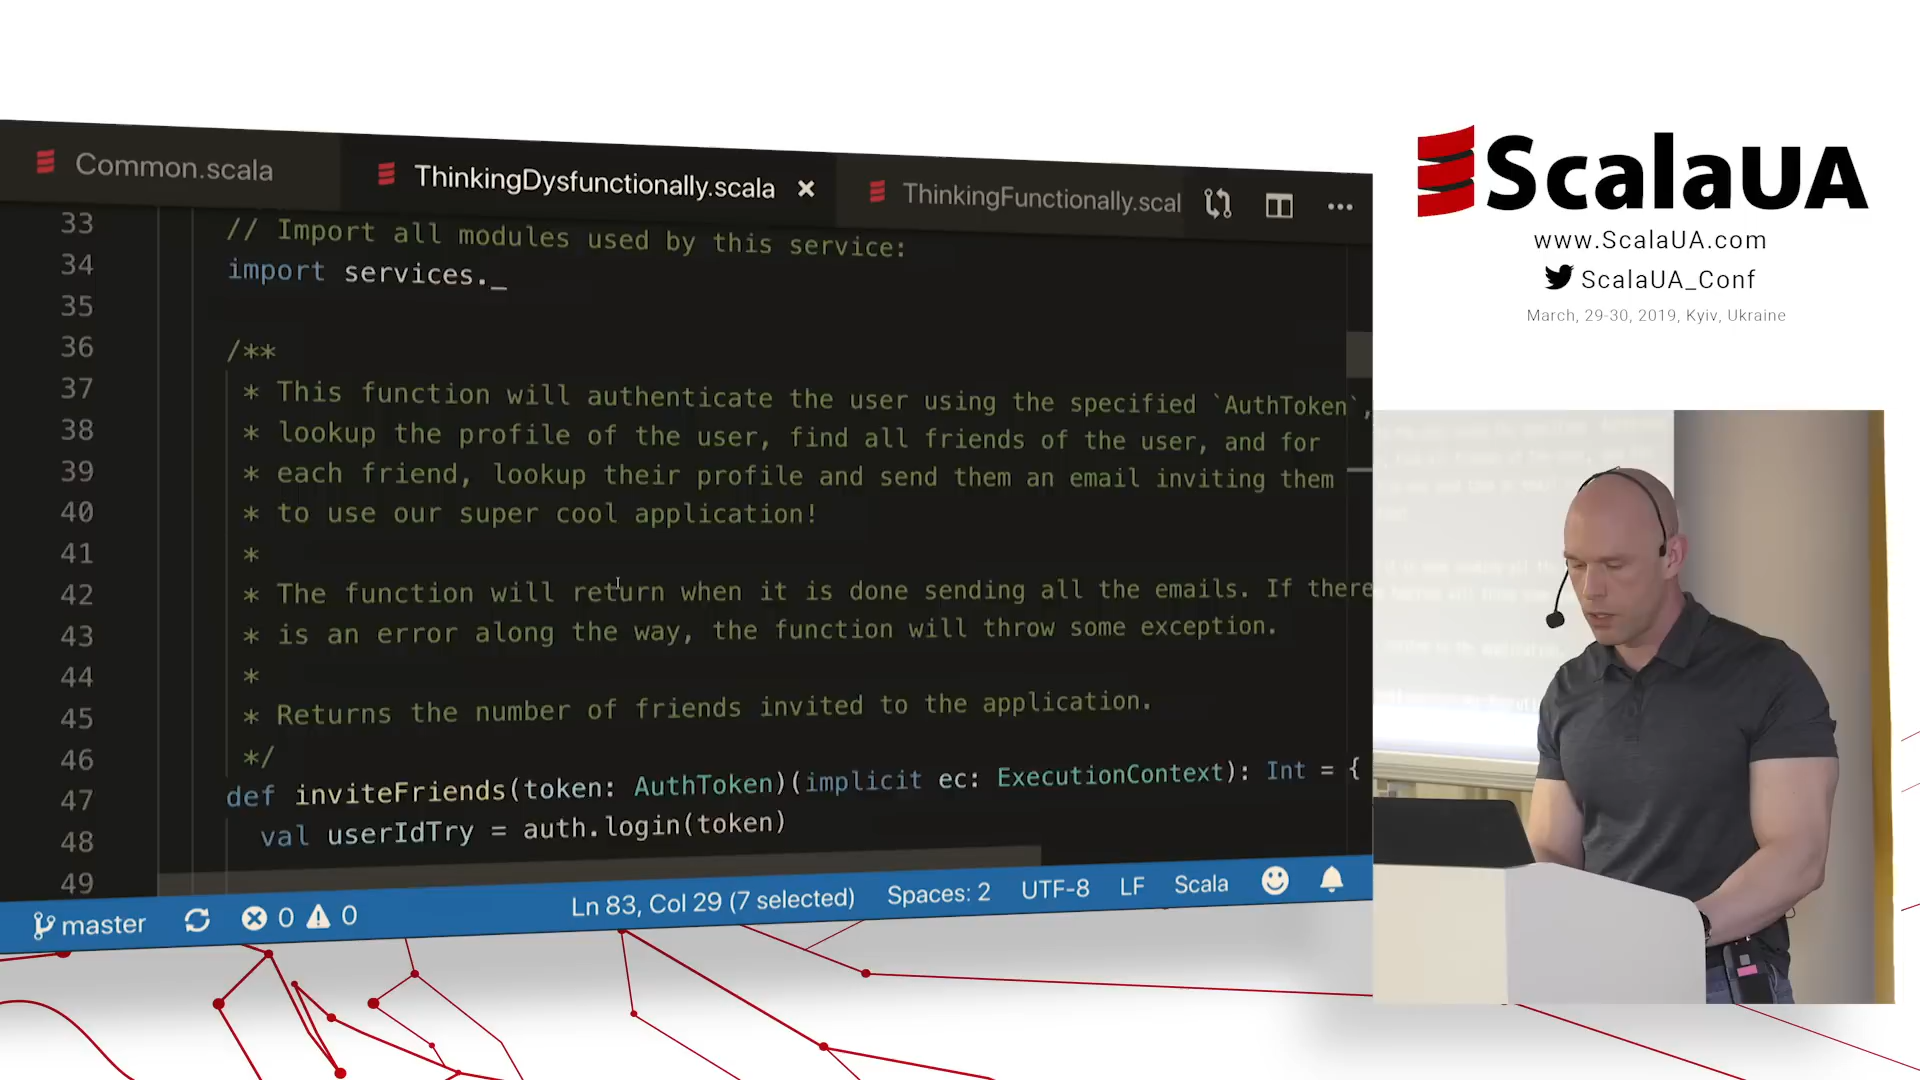 Common.scala
ThinkingDysfunctionally.scala
ThinkingFunctionally.scal
33 // Import all modules used by this service:
34 import services._
35
36 /**
37 * This function will authenticate the user using the specified `AuthToken`,
38 * lookup the profile of the user, find all friends of the user, and for
39 * each friend, lookup their profile and send them an email inviting them
40 * to use our super cool application!
41 *
42 * The function will return when it is done sending all the emails. If there
43 * is an error along the way, the function will throw some exception.
44 *
45 * Returns the number of friends invited to the application.
46 */
47 def inviteFriends(token: AuthToken)(implicit ec: ExecutionContext): Int = {
48 val userIdTry = auth.login(token)
49
master 0 0 Ln 83, Col 29 (7 selected) Spaces: 2 UTF-8 LF Scala
ScalaUA
www.ScalaUA.com
ScalaUA_Conf
March, 29-30, 2019, Kyiv, Ukraine